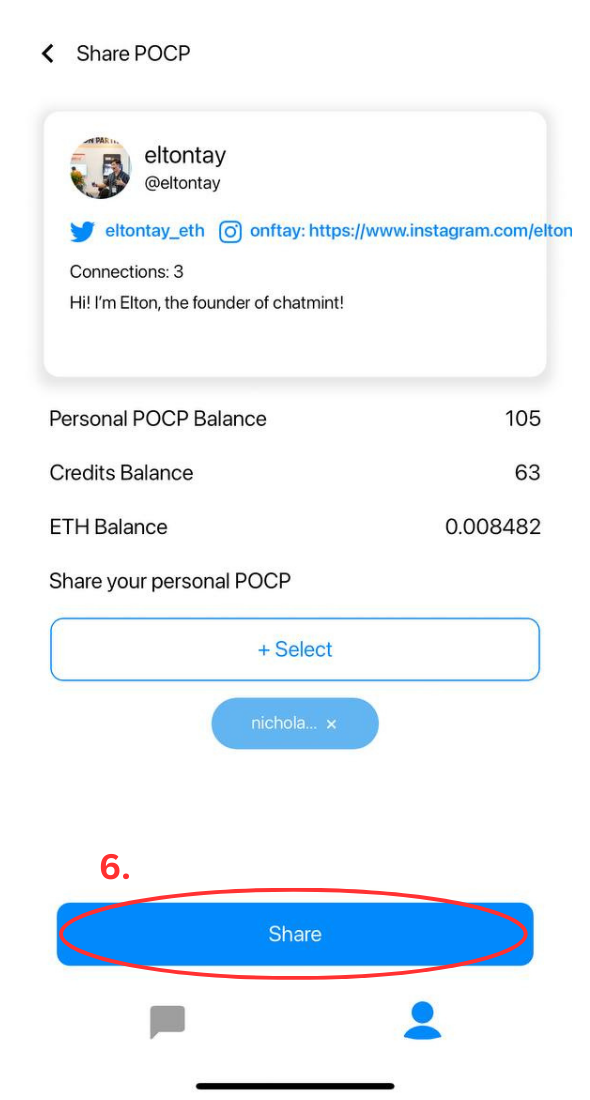 Share POCP
eltontay
@eltontay
eltontay_eth onftay: https://www.instagram.com/elton
Connections: 3
Hi! I’m Elton, the founder of chatmint!
Personal POCP Balance 105
Credits Balance 63
ETH Balance 0.008482
Share your personal POCP
+ Select
nichola... ×
6.
Share